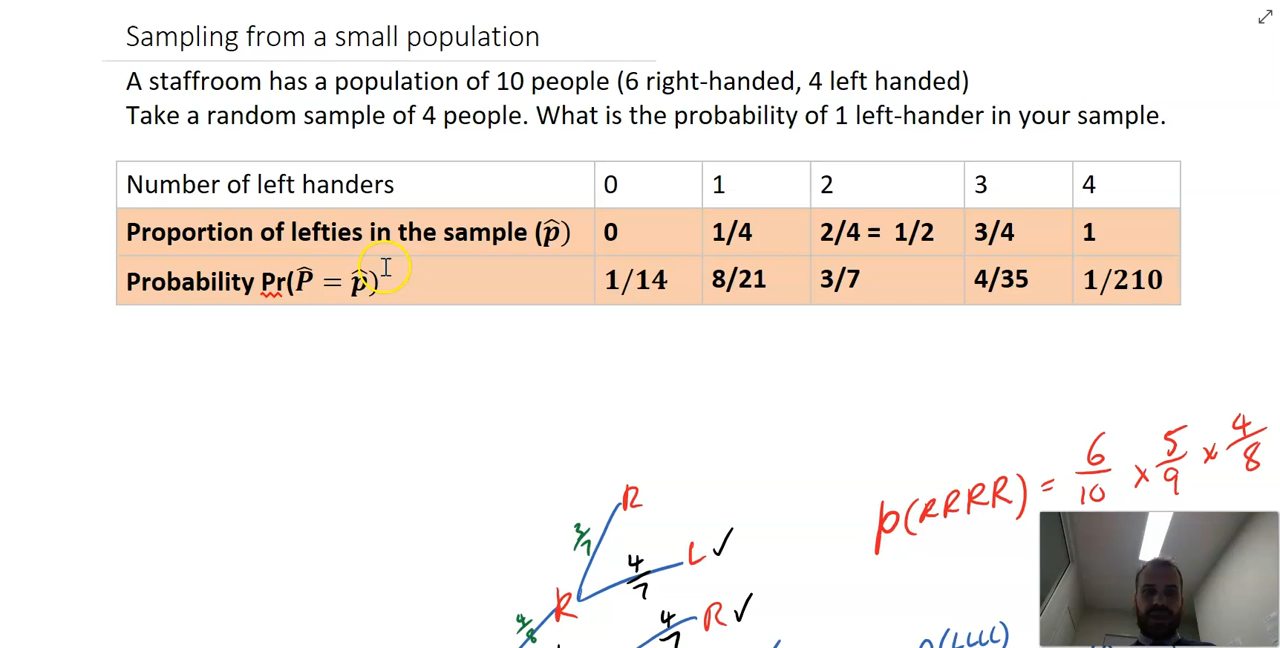 Sampling from a small population
A staffroom has a population of 10 people (6 right-handed, 4 left handed)
Take a random sample of 4 people. What is the probability of 1 left-hander in your sample.
Number of left handers 0 1 2 3 4
Proportion of lefties in the sample (p̂) 0 1/4 2/4 = 1/2 3/4 1
Probability Pr(P̂ = p̂) 1/14 8/21 3/7 4/35 1/210
p(RRRR) = 6/10 × 5/9 × 4/8
R
3/7
L ✓
4/7
R
R ✓
4/7
4/8